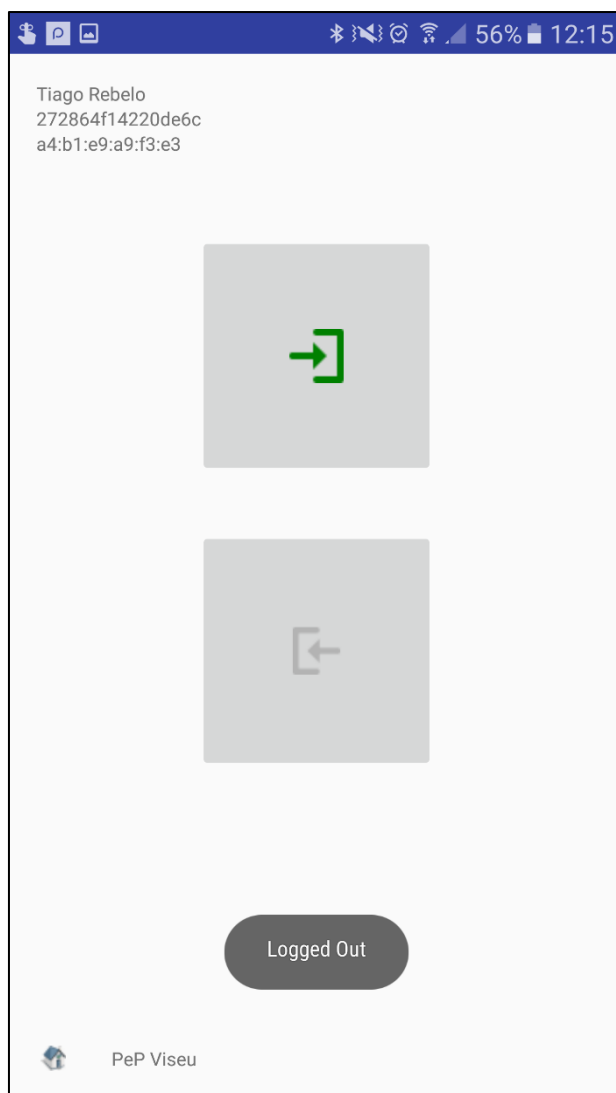 56% 12:15
Tiago Rebelo
272864f14220de6c
a4:b1:e9:a9:f3:e3
Logged Out
PeP Viseu